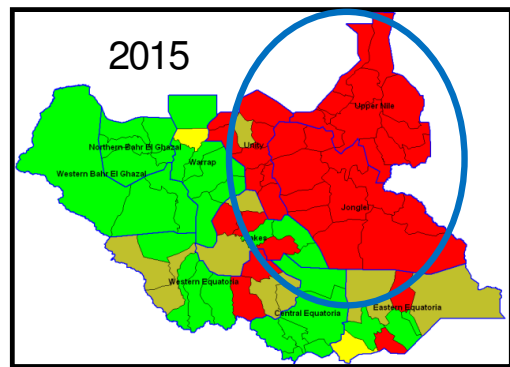 2015
Upper Nile
Northern Bahr El Ghazal
Unity
Warrap
Western Bahr El Ghazal
Jonglei
Lakes
Western Equatoria
Eastern Equatoria
Central Equatoria